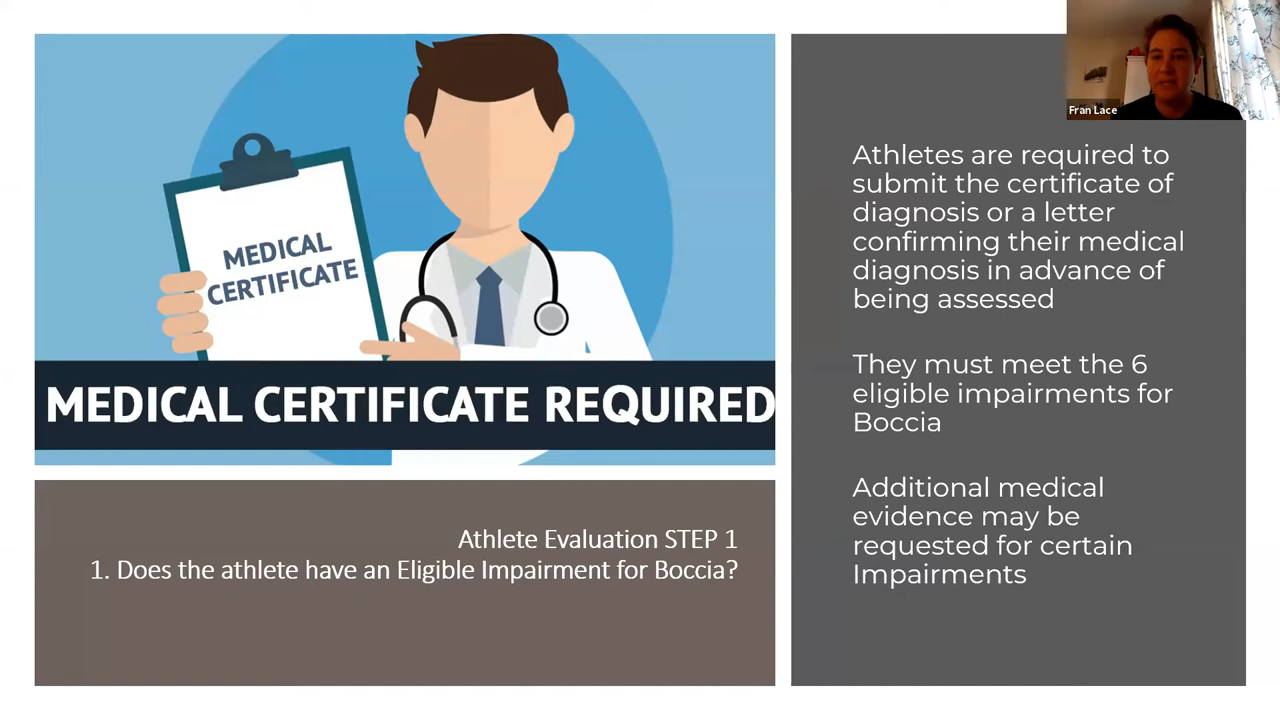 MEDICAL
CERTIFICATE
MEDICAL CERTIFICATE REQUIRED
Athlete Evaluation STEP 1
1. Does the athlete have an Eligible Impairment for Boccia?
Fran Lace
Athletes are required to
submit the certificate of
diagnosis or a letter
confirming their medical
diagnosis in advance of
being assessed
They must meet the 6
eligible impairments for
Boccia
Additional medical
evidence may be
requested for certain
Impairments